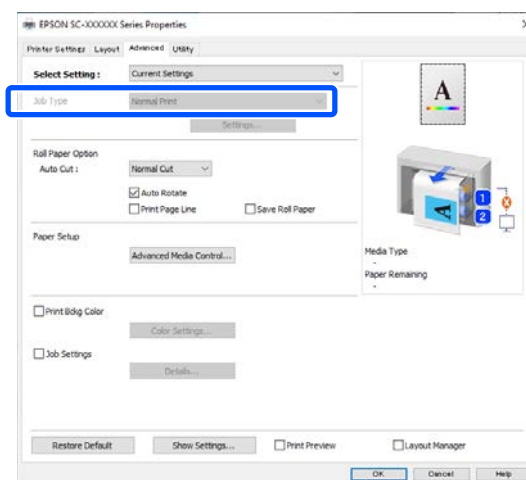 EPSON SC-XXXXXX Series Properties
Printer Settings Layout Advanced Utility
Select Setting : Current Settings
Job Type Normal Print
Settings...
A
Roll Paper Option
Auto Cut : Normal Cut
Auto Rotate
Print Page Line Save Roll Paper
1
2
A
Paper Setup
Advanced Media Control...
Media Type
-
Paper Remaining
-
Print Bckg Color
Color Settings...
Job Settings
Details...
Restore Default Show Settings... Print Preview Layout Manager
OK Cancel Help